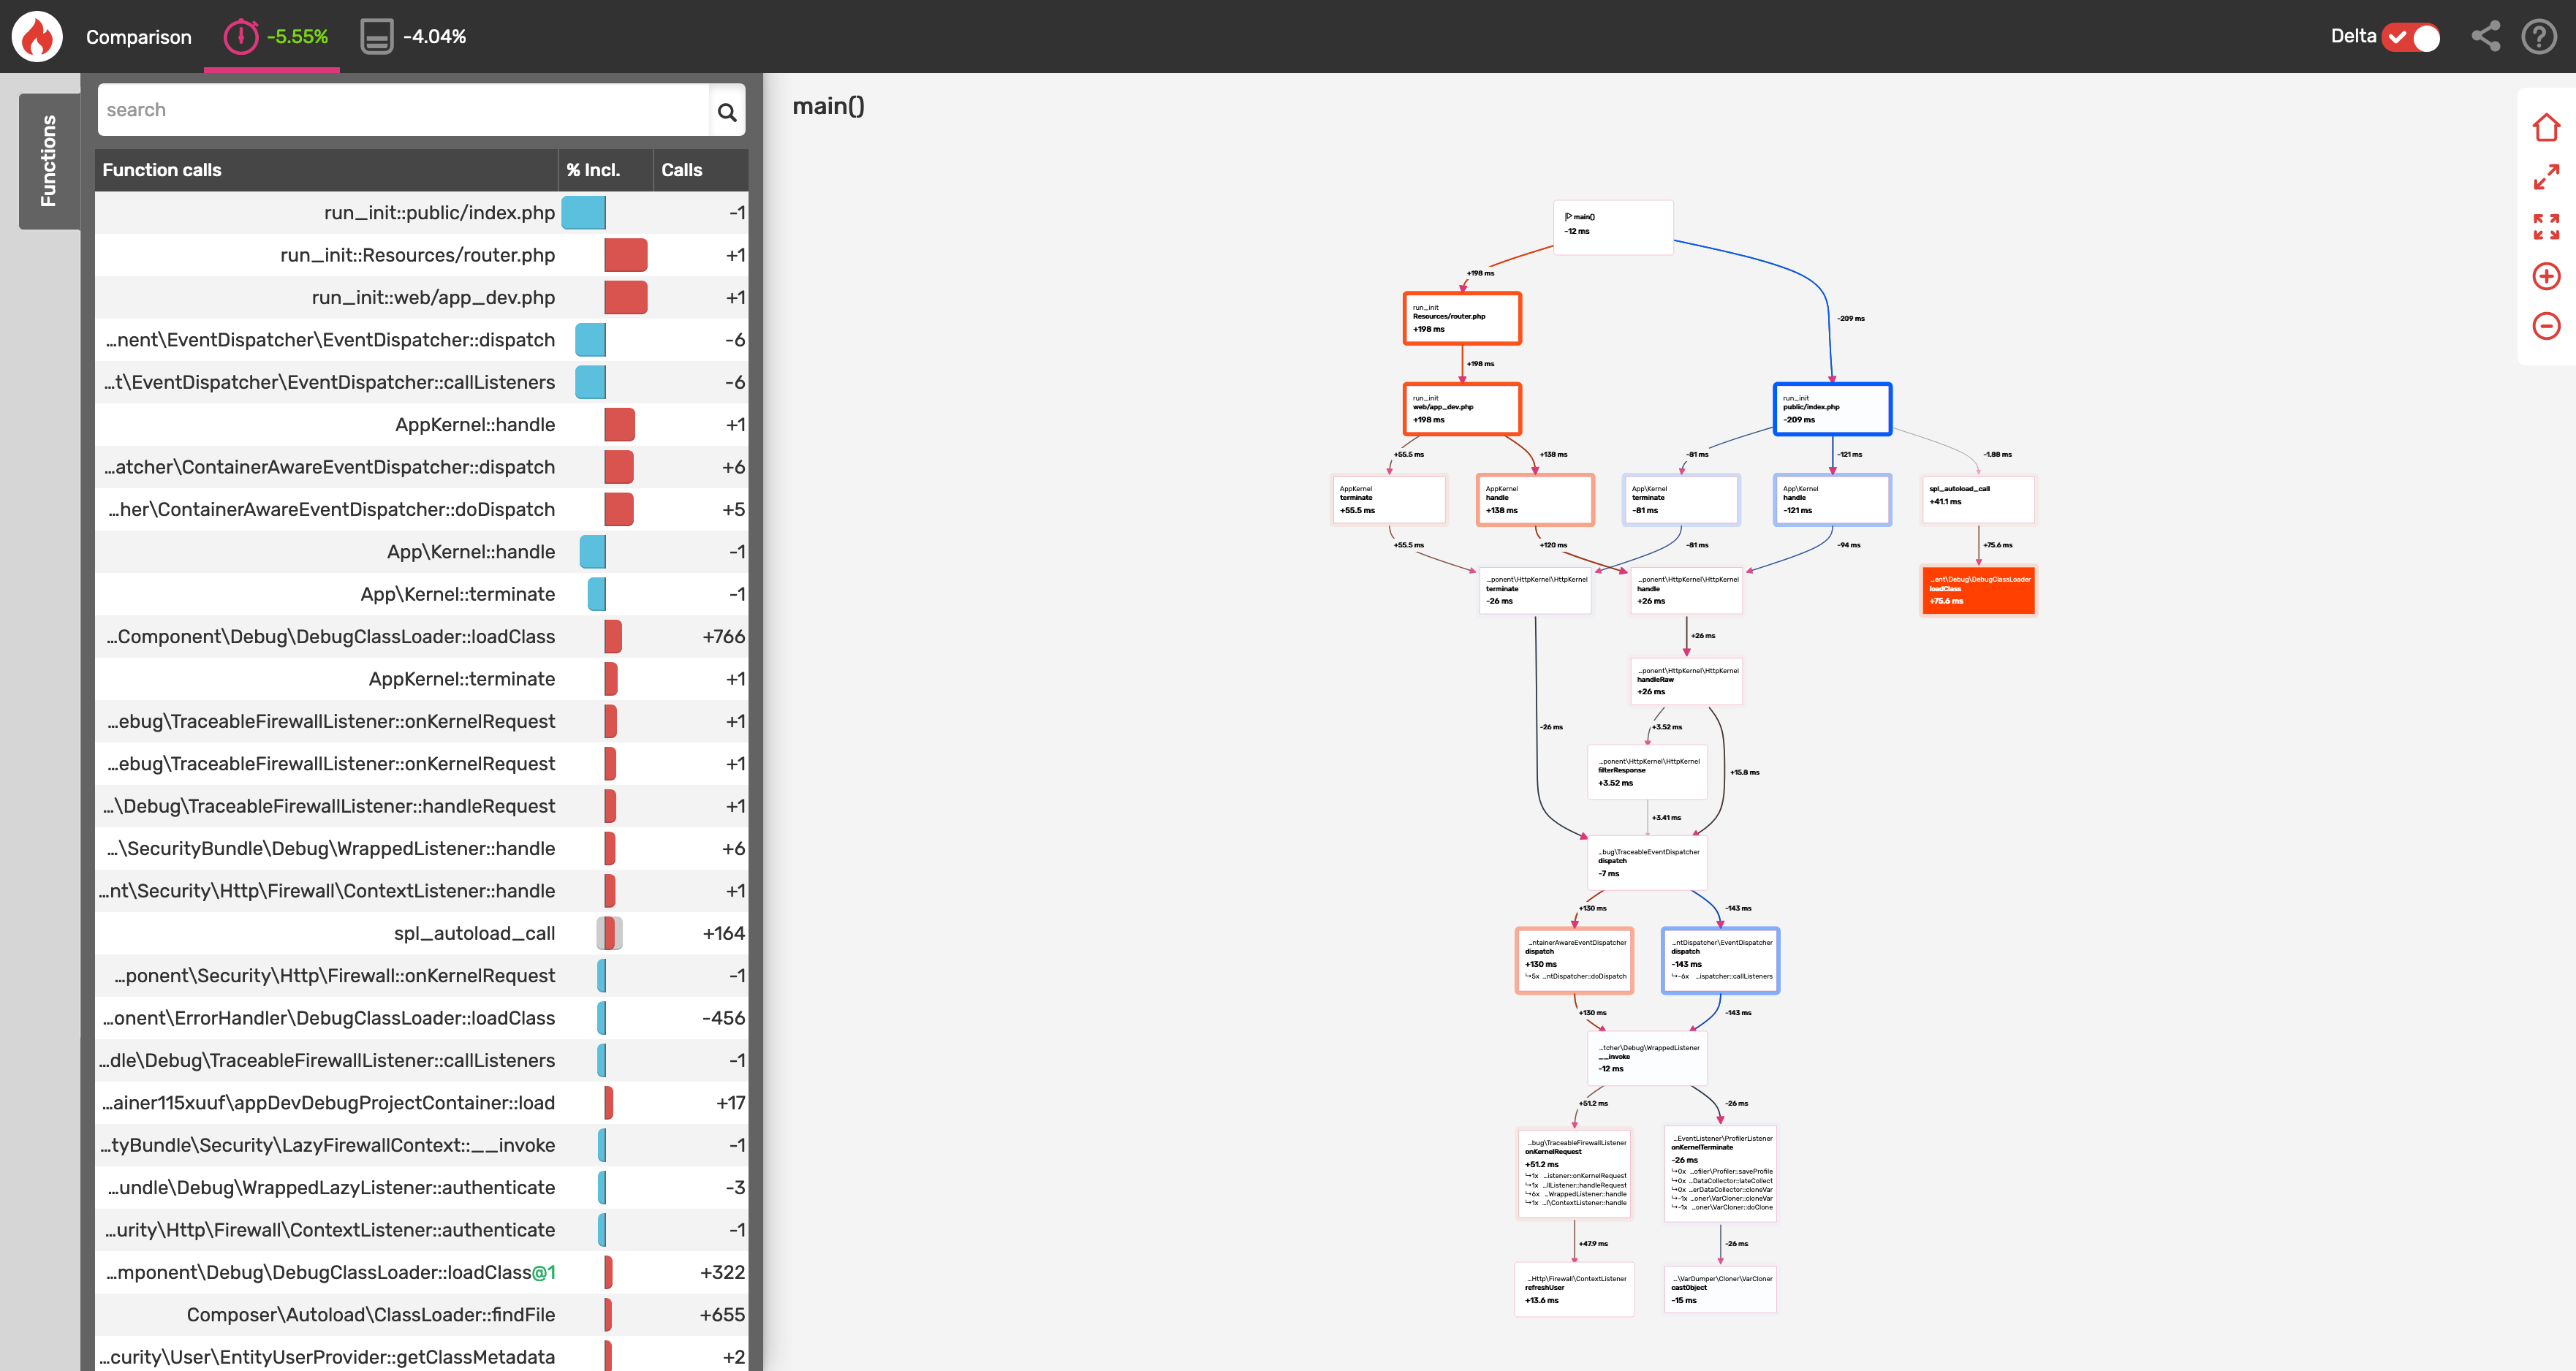 Comparison -5.55% -4.04% Delta
Functions
search
Function calls % Incl. Calls
run_init::public/index.php -1
run_init::Resources/router.php +1
run_init::web/app_dev.php +1
…nent\EventDispatcher\EventDispatcher::dispatch -6
…t\EventDispatcher\EventDispatcher::callListeners -6
AppKernel::handle +1
…atcher\ContainerAwareEventDispatcher::dispatch +6
…her\ContainerAwareEventDispatcher::doDispatch +5
App\Kernel::handle -1
App\Kernel::terminate -1
…Component\Debug\DebugClassLoader::loadClass +766
AppKernel::terminate +1
…ebug\TraceableFirewallListener::onKernelRequest +1
…ebug\TraceableFirewallListener::onKernelRequest +1
…\Debug\TraceableFirewallListener::handleRequest +1
…\SecurityBundle\Debug\WrappedListener::handle +6
…nt\Security\Http\Firewall\ContextListener::handle +1
spl_autoload_call +164
…ponent\Security\Http\Firewall::onKernelRequest -1
…onent\ErrorHandler\DebugClassLoader::loadClass -456
…dle\Debug\TraceableFirewallListener::callListeners -1
…ainer115xuuf\appDevDebugProjectContainer::load +17
…tyBundle\Security\LazyFirewallContext::__invoke -1
…undle\Debug\WrappedLazyListener::authenticate -3
…urity\Http\Firewall\ContextListener::authenticate -1
…mponent\Debug\DebugClassLoader::loadClass@1 +322
Composer\Autoload\ClassLoader::findFile +655
…curity\User\EntityUserProvider::getClassMetadata +2
main()
main()
-12 ms
+198 ms
-209 ms
run_init
Resources/router.php
+198 ms
+198 ms
run_init
web/app_dev.php
+198 ms
run_init
public/index.php
-209 ms
+55.5 ms
+138 ms
-81 ms
-121 ms
-1.88 ms
AppKernel
terminate
+55.5 ms
AppKernel
handle
+138 ms
App\Kernel
terminate
-81 ms
App\Kernel
handle
-121 ms
spl_autoload_call
+41.1 ms
+55.5 ms
+120 ms
-81 ms
-94 ms
+75.6 ms
…ponent\HttpKernel\HttpKernel
terminate
-26 ms
…ponent\HttpKernel\HttpKernel
handle
+26 ms
…ent\Debug\DebugClassLoader
loadClass
+75.6 ms
+26 ms
…ponent\HttpKernel\HttpKernel
handleRaw
+26 ms
-26 ms
+3.52 ms
+15.8 ms
…ponent\HttpKernel\HttpKernel
filterResponse
+3.52 ms
+3.41 ms
…bug\TraceableEventDispatcher
dispatch
-7 ms
+130 ms
-143 ms
…ntainerAwareEventDispatcher
dispatch
+130 ms
↪5x …ntDispatcher::doDispatch
…ntDispatcher\EventDispatcher
dispatch
-143 ms
↪-6x …ispatcher::callListeners
+130 ms
-143 ms
…tcher\Debug\WrappedListener
__invoke
-12 ms
+51.2 ms
-26 ms
…bug\TraceableFirewallListener
onKernelRequest
+51.2 ms
↪1x …istener::onKernelRequest
↪1x …llListener::handleRequest
↪6x …WrappedListener::handle
↪1x …l\ContextListener::handle
…EventListener\ProfilerListener
onKernelTerminate
-26 ms
↪0x …ofiler\Profiler::saveProfile
↪0x …DataCollector::lateCollect
↪0x …erDataCollector::cloneVar
↪-1x …oner\VarCloner::cloneVar
↪-1x …oner\VarCloner::doClone
+47.9 ms
-26 ms
…Http\Firewall\ContextListener
refreshUser
+13.6 ms
…\VarDumper\Cloner\VarCloner
castObject
-15 ms